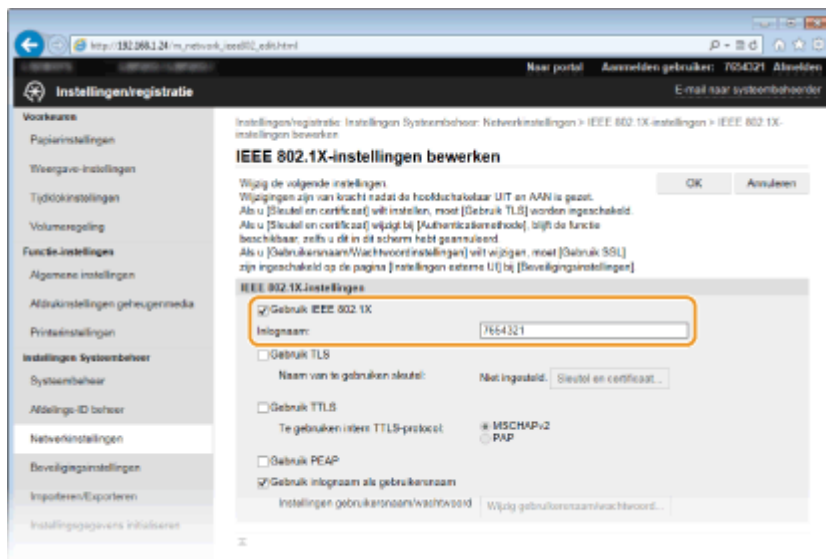 http://192.168.1.24/m_network_ieee802_edit.html
Naar portal Aanmelden gebruiker: 7654321 Afmelden
Instellingen/registratie
E-mail naar systeembeheerder
Voorkeuren
Papierinstellingen
Weergave-instellingen
Tijdklokinstellingen
Volumeregeling
Functie-instellingen
Algemene instellingen
Afdrukinstellingen geheugenmedia
Printerinstellingen
Instellingen Systeembeheer
Systeembeheer
Afdelings-ID beheer
Netwerkinstellingen
Beveiligingsinstellingen
Importeren/Exporteren
Instellingsgegevens initialiseren
Instellingen/registratie: Instellingen Systeembeheer: Netwerkinstellingen > IEEE 802.1X-instellingen > IEEE 802.1X-
instellingen bewerken
IEEE 802.1X-instellingen bewerken
Wijzig de volgende instellingen.
Wijzigingen zijn van kracht nadat de hoofdschakelaar UIT en AAN is gezet.
Als u [Sleutel en certificaat] wilt instellen, moet [Gebruik TLS] worden ingeschakeld.
Als u [Sleutel en certificaat] wijzigt bij [Authenticatiemethode], blijft de functie
beschikbaar, zelfs u dit in dit scherm hebt geannuleerd.
Als u [Gebruikersnaam/Wachtwoordinstellingen] wilt wijzigen, moet [Gebruik SSL]
zijn ingeschakeld op de pagina [Instellingen externe UI] bij [Beveiligingsinstellingen]
OK Annuleren
IEEE 802.1X-instellingen
Gebruik IEEE 802.1X
Inlognaam: 7654321
Gebruik TLS
Naam van te gebruiken sleutel: Niet ingesteld. Sleutel en certificaat...
Gebruik TTLS
Te gebruiken intern TTLS-protocol: MSCHAPv2
PAP
Gebruik PEAP
Gebruik inlognaam als gebruikersnaam
Instellingen gebruikersnaam/wachtwoord Wijzig gebruikersnaam/wachtwoord...